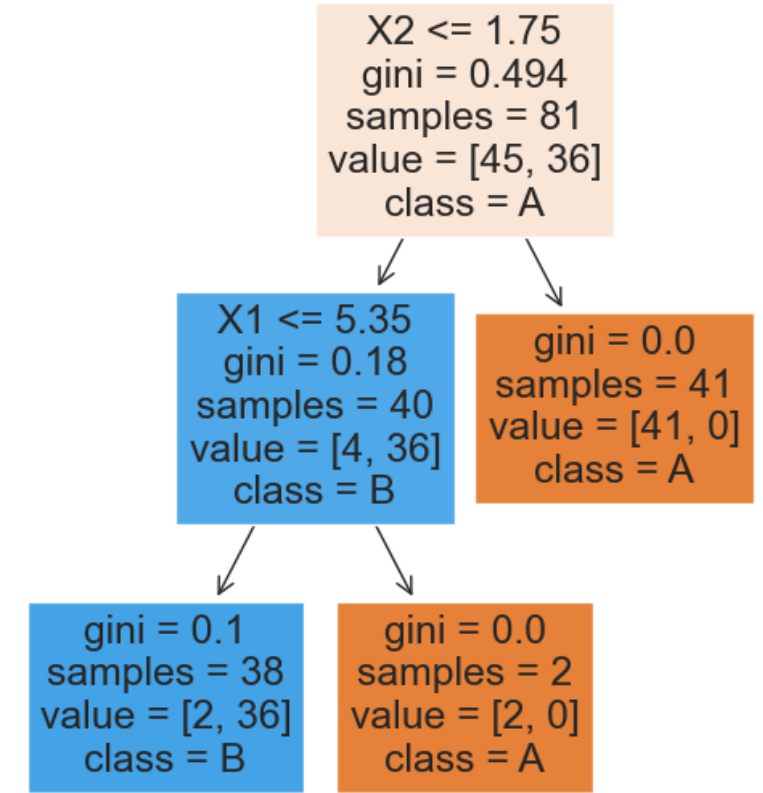 X2 <= 1.75
gini = 0.494
samples = 81
value = [45, 36]
class = A
X1 <= 5.35
gini = 0.18
samples = 40
value = [4, 36]
class = B
gini = 0.0
samples = 41
value = [41, 0]
class = A
gini = 0.1
samples = 38
value = [2, 36]
class = B
gini = 0.0
samples = 2
value = [2, 0]
class = A